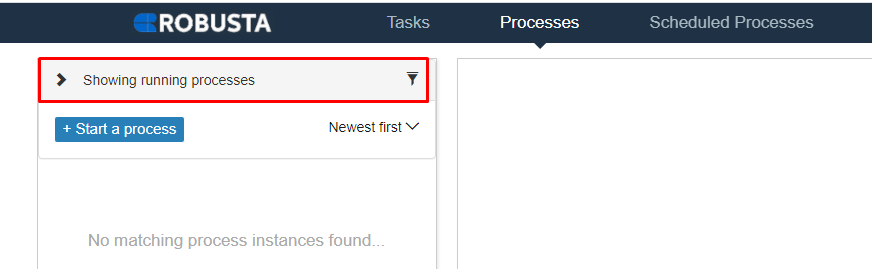 ROBUSTA Tasks Processes Scheduled Processes
Showing running processes
+ Start a process Newest first
No matching process instances found...